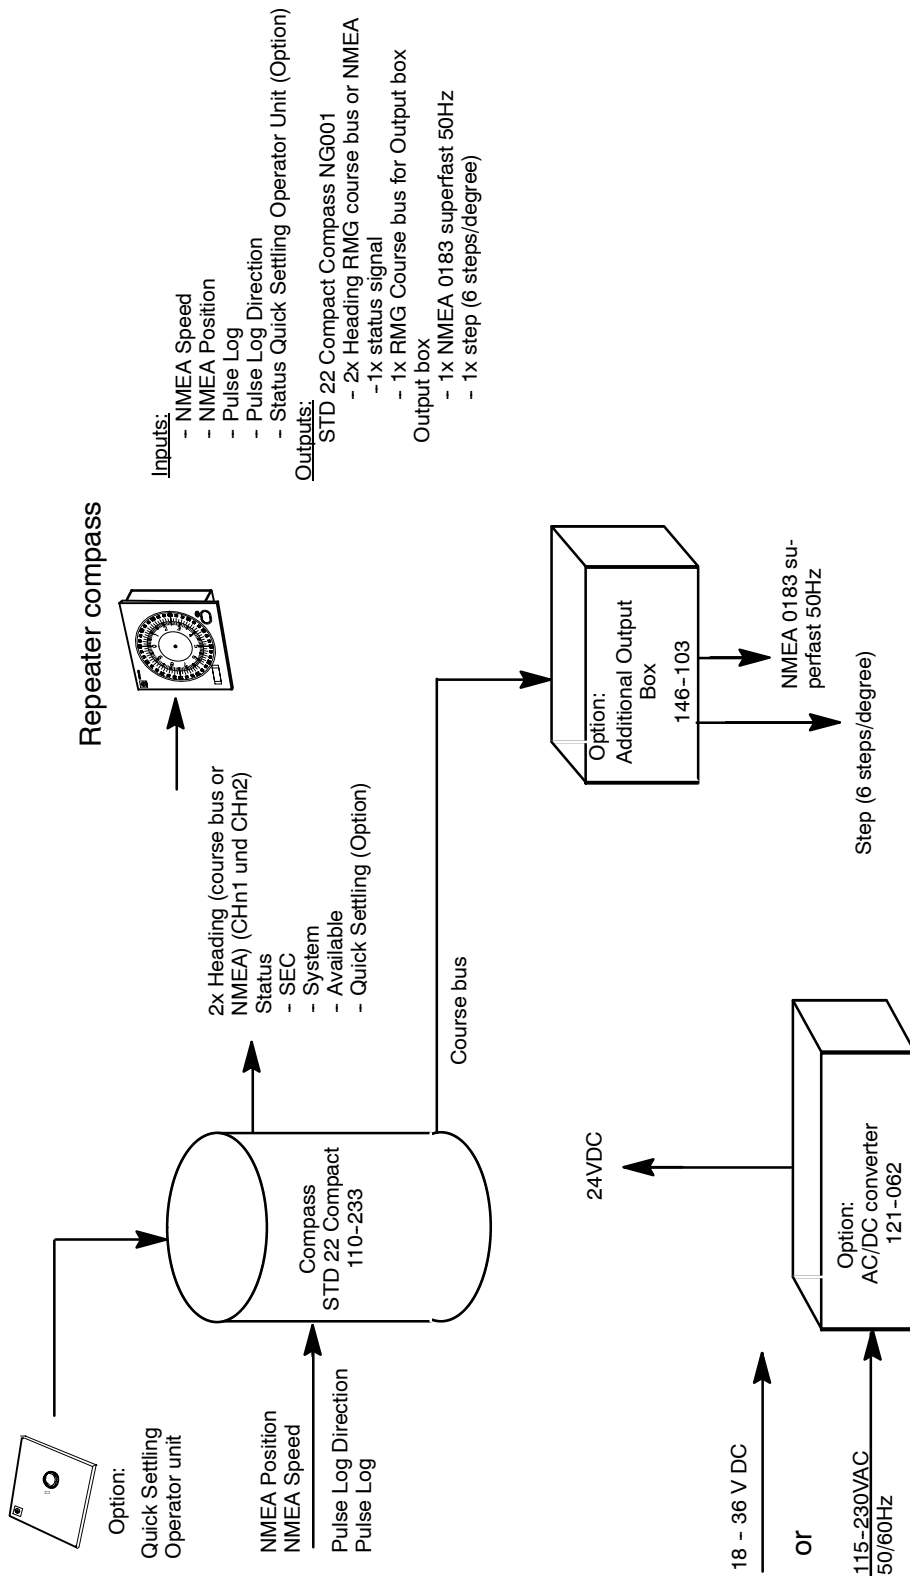 Repeater compass
Inputs:
- NMEA Speed
- NMEA Position
- Pulse Log
- Pulse Log Direction
- Status Quick Settling Operator Unit (Option)
Outputs:
STD 22 Compact Compass NG001
- 2x Heading RMG course bus or NMEA
- 1x status signal
- 1x RMG Course bus for Output box
Output box
- 1x NMEA 0183 superfast 50Hz
- 1x step (6 steps/degree)
Option:
Quick Settling
Operator unit
2x Heading (course bus or
NMEA) (CHn1 und CHn2)
Status
- SEC
- System
- Available
- Quick Settling (Option)
NMEA Position
NMEA Speed
Pulse Log Direction
Pulse Log
Compass
STD 22 Compact
110-233
Course bus
Option:
Additional Output
Box
146-103
NMEA 0183 su-
perfast 50Hz
Step (6 steps/degree)
24VDC
18 - 36 V DC
or
115-230VAC
50/60Hz
Option:
AC/DC converter
121-062